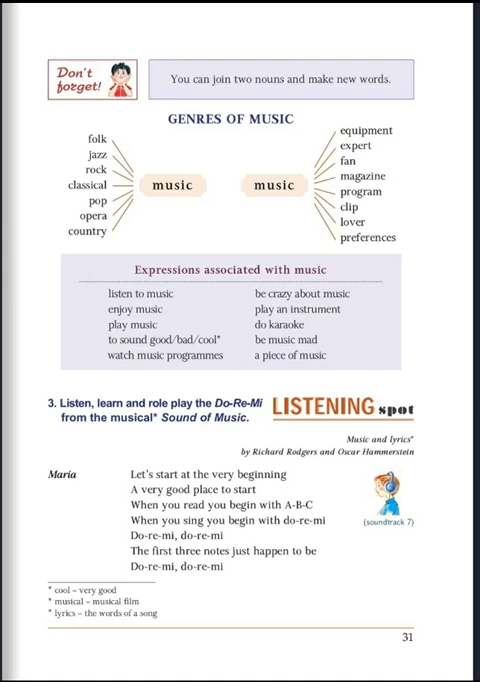 Don't
forget!
You can join two nouns and make new words.
GENRES OF MUSIC
folk
jazz
rock
classical
pop
opera
country
music
music
equipment
expert
fan
magazine
program
clip
lover
preferences
Expressions associated with music
listen to music
enjoy music
play music
to sound good/bad/cool*
watch music programmes
be crazy about music
play an instrument
do karaoke
be music mad
a piece of music
3. Listen, learn and role play the Do-Re-Mi
from the musical* Sound of Music.
LISTENING spot
Music and lyrics*
by Richard Rodgers and Oscar Hammerstein
Maria
Let's start at the very beginning
A very good place to start
When you read you begin with A-B-C
When you sing you begin with do-re-mi
Do-re-mi, do-re-mi
The first three notes just happen to be
Do-re-mi, do-re-mi
(soundtrack 7)
* cool – very good
* musical – musical film
* lyrics – the words of a song
31